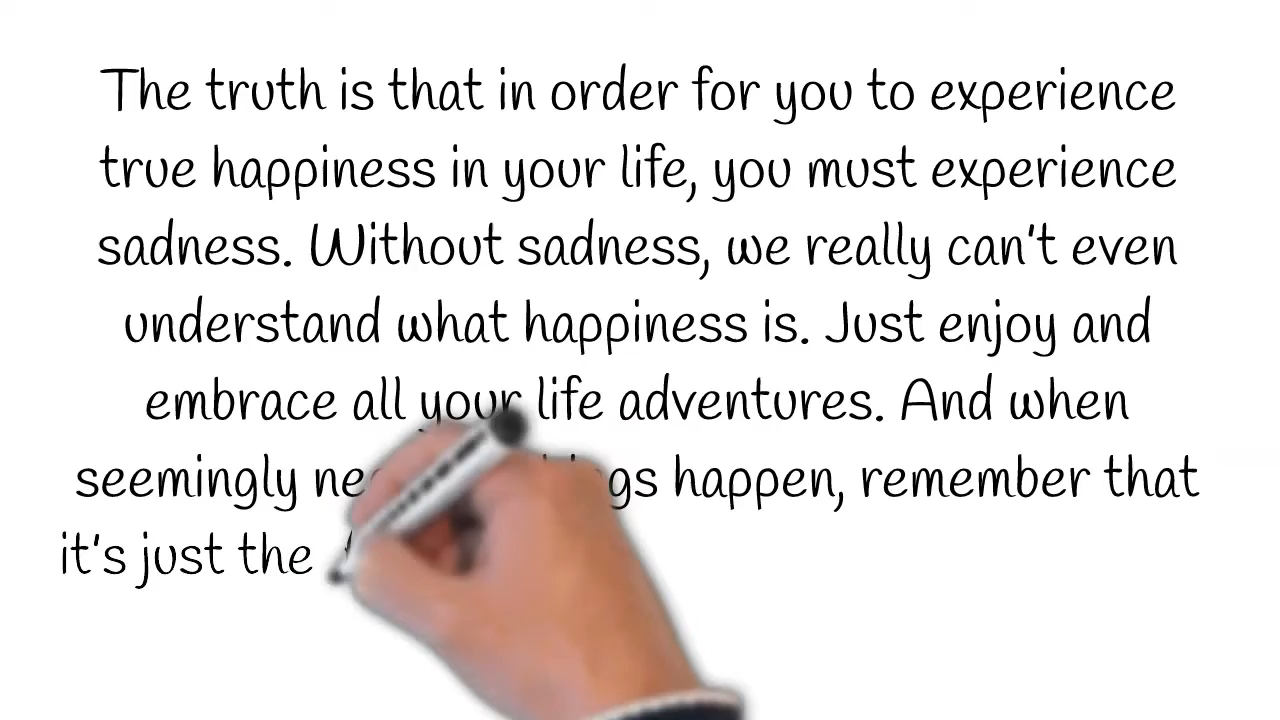 The truth is that in order for you to experience
true happiness in your life, you must experience
sadness. Without sadness, we really can't even
understand what happiness is. Just enjoy and
embrace all your life adventures. And when
seemingly happen, remember that
it's just the